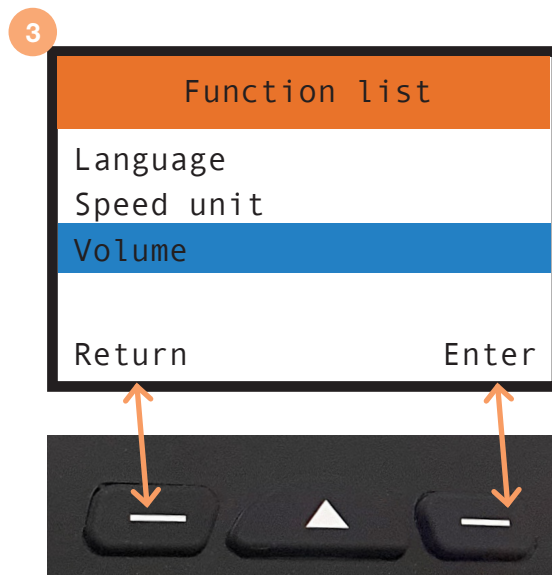 3
Function list
Language
Speed unit
Volume
Return Enter